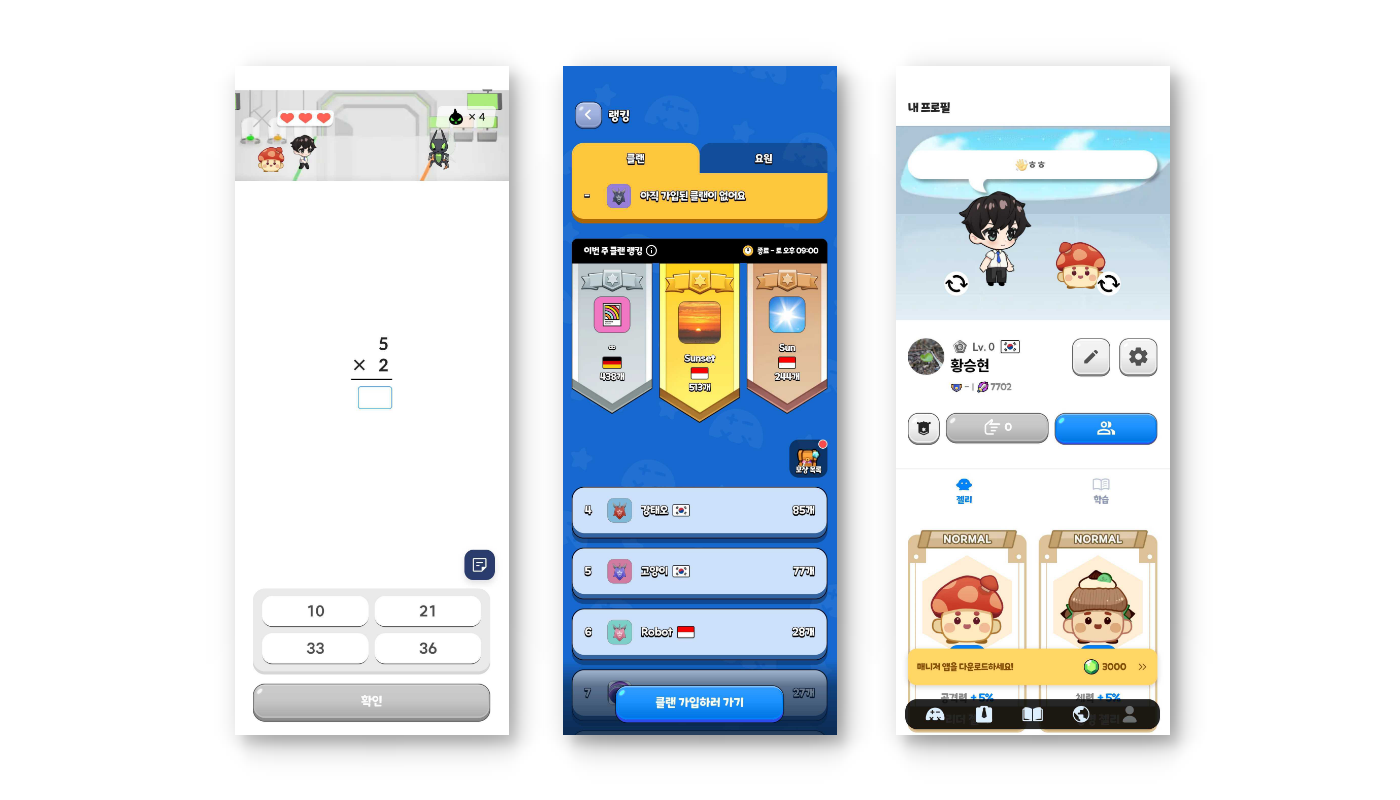 × 4
5
× 2
10
21
33
36
확인
랭킹
클랜
요원
-
아직 가입된 클랜이 없어요
이번 주 클랜 랭킹
종료 - 토 오후 09:00
∞
438개
Sunset
513개
Sun
244개
보상 목록
4
강태오
85개
5
고양이
77개
6
Robot
28개
7
27개
클랜 가입하러 가기
내 프로필
ㅎㅎ
Lv. 0
황승현
- | 7702
0
젤리
학습
NORMAL
NORMAL
매니저 앱을 다운로드하세요!
3000
공격력 +5%
체력 +5%